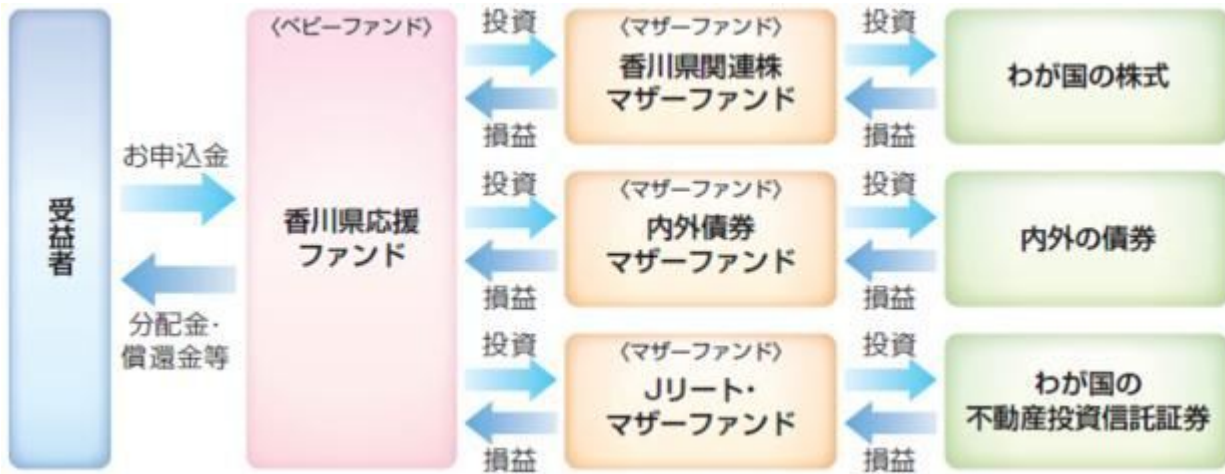 受益者
お申込金
分配金・
償還金等
〈ベビーファンド〉
香川県応援
ファンド
投資
損益
〈マザーファンド〉
香川県関連株
マザーファンド
投資
損益
わが国の株式
投資
損益
〈マザーファンド〉
内外債券
マザーファンド
投資
損益
内外の債券
投資
損益
〈マザーファンド〉
Jリート・
マザーファンド
投資
損益
わが国の
不動産投資信託証券